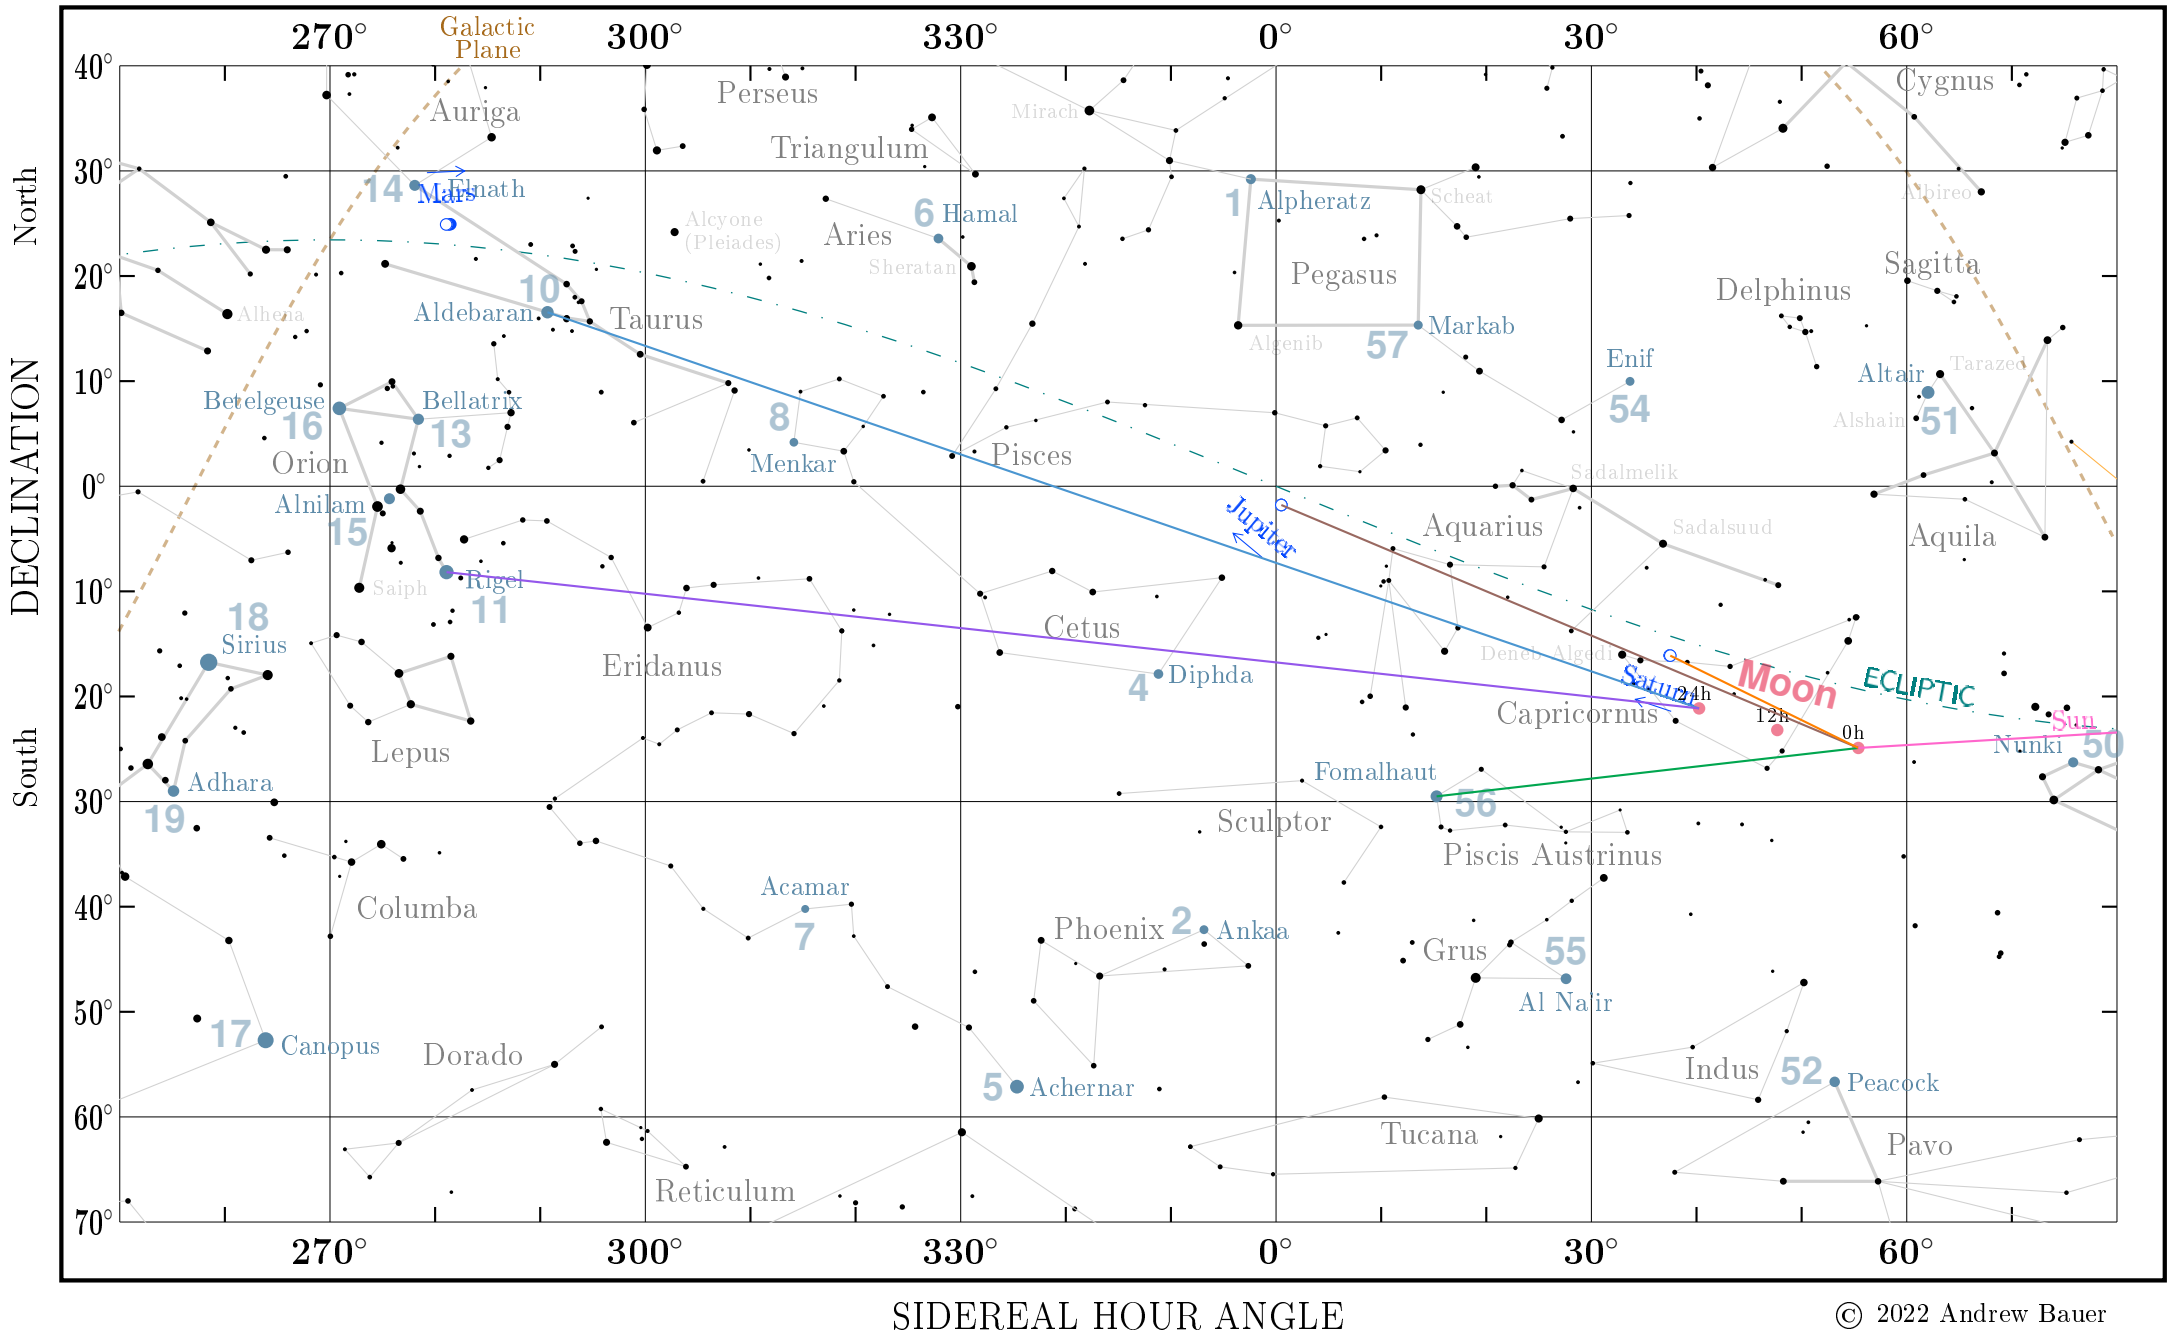 Galactic
Plane
270° 300° 330° 0° 30° 60°
40°
Auriga
Perseus
Mirach
Cygnus
Triangulum
North
30°
14
Mars
Elnath
6
Hamal
1
Alpheratz
Scheat
Albireo
Alcyone
(Pleiades)
Aries
Sheratan
Pegasus
Sagitta
20°
10
Delphinus
Alhena
Aldebaran
Taurus
Algenib
57
Markab
Enif
Tarazed
10°
Betelgeuse
16
Bellatrix
13
8
54
Altair
51
Alshain
Orion
Menkar
Pisces
Sadalmelik
0°
Alnilam
15
Jupiter
Aquarius
Sadalsuud
Aquila
DECLINATION
Saiph
Rigel
11
10°
18
Sirius
Cetus
Eridanus
4
Diphda
Deneb Algedi
Saturn
24h
Moon
ECLIPTIC
20°
12h
Capricornus
0h
Sun
Nunki
50
Lepus
South
Adhara
19
Fomalhaut
56
30°
Sculptor
Piscis Austrinus
Columba
Acamar
7
40°
Phoenix
2
Ankaa
Grus
55
Al Na'ir
50°
17
Canopus
Dorado
5
Achernar
Indus
52
Peacock
60°
Tucana
Pavo
Reticulum
70°
270° 300° 330° 0° 30° 60°
SIDEREAL HOUR ANGLE
© 2022 Andrew Bauer